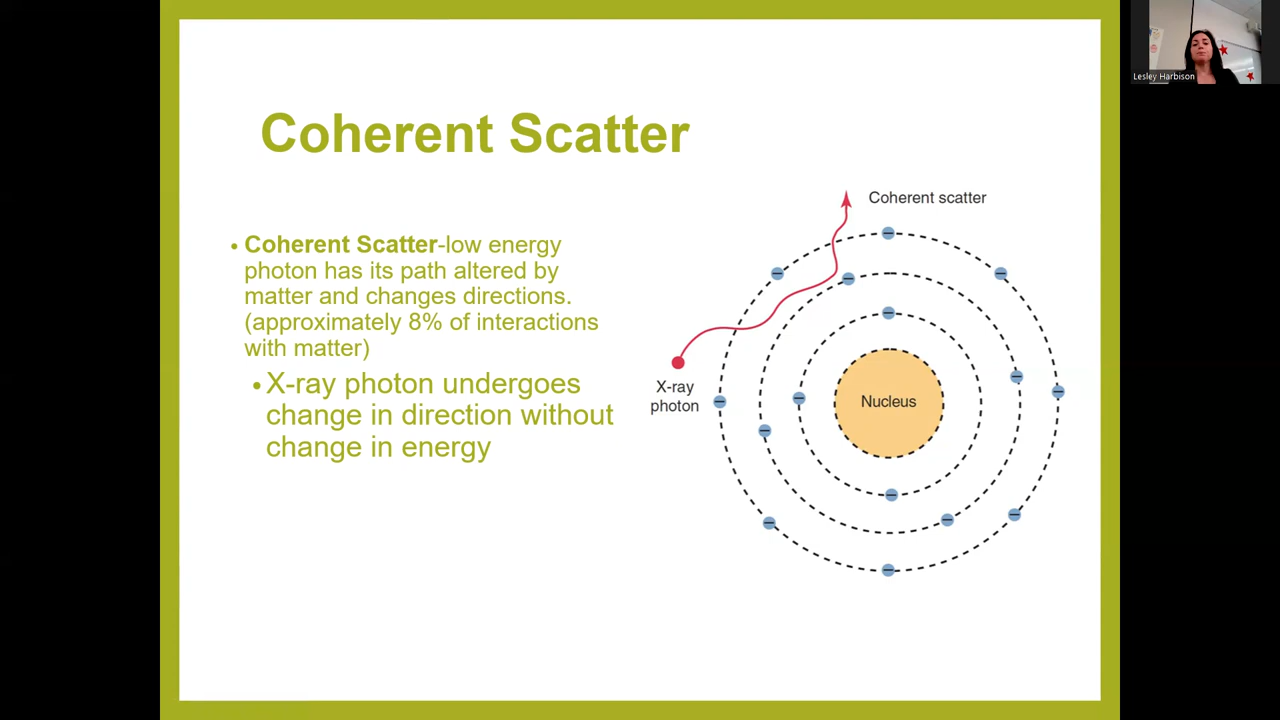 Coherent Scatter
• Coherent Scatter-low energy
photon has its path altered by
matter and changes directions.
(approximately 8% of interactions
with matter)
• X-ray photon undergoes
change in direction without
change in energy
Coherent scatter
X-ray
photon
Nucleus
Lesley Harbison